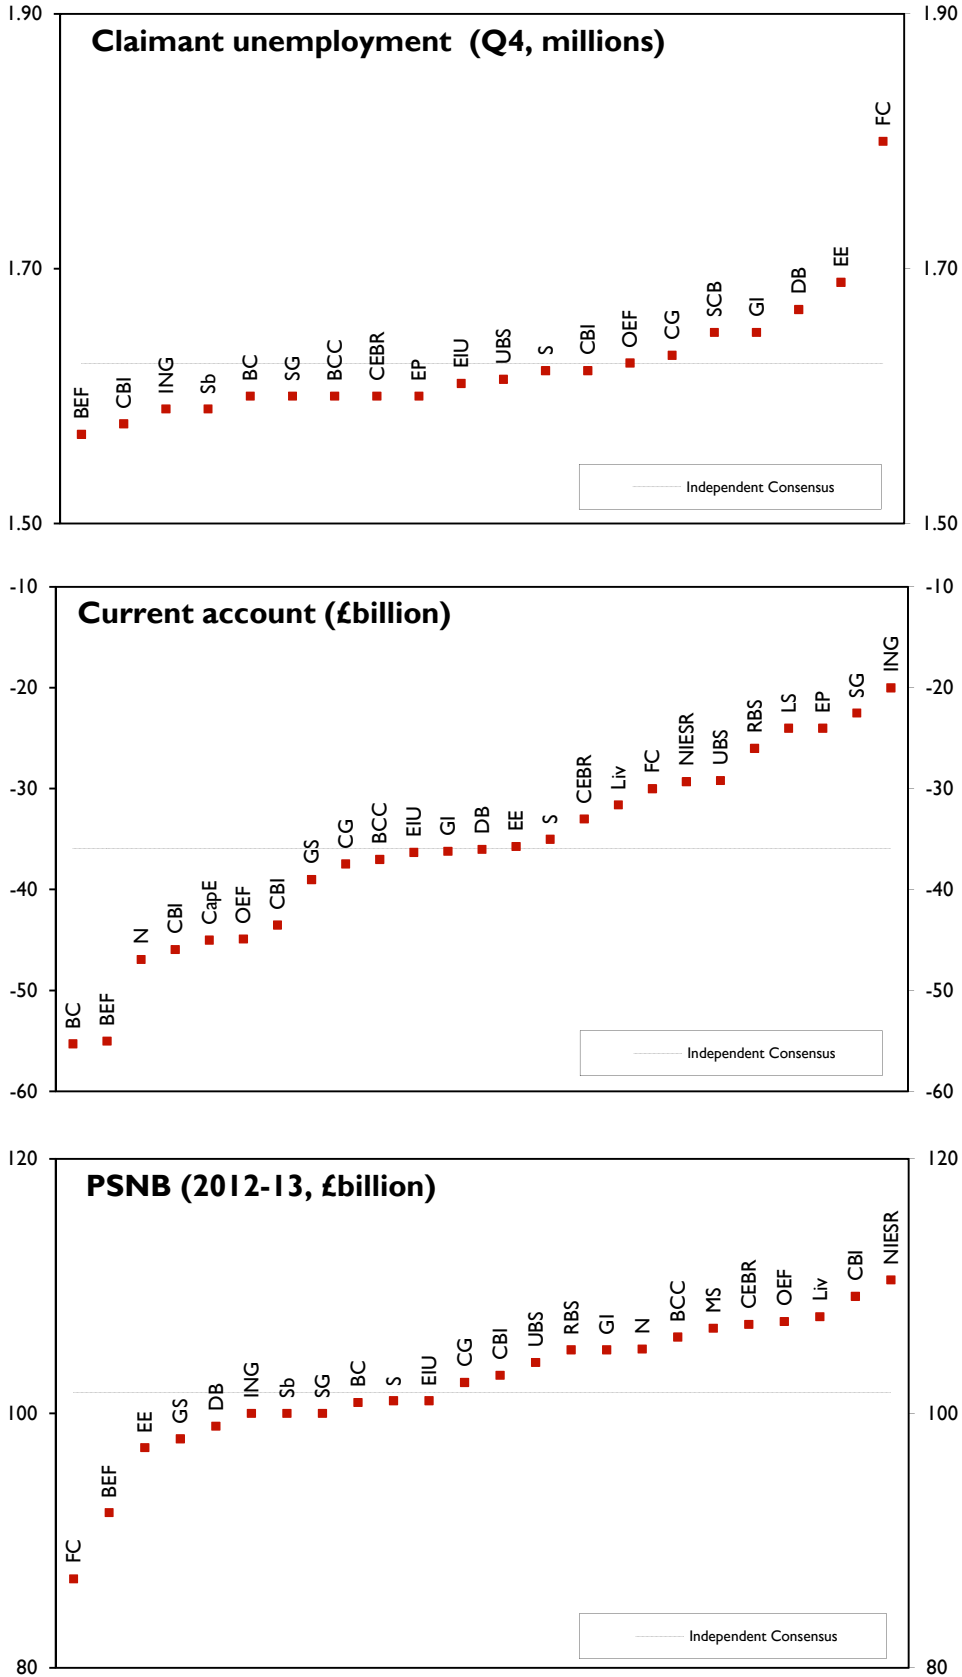 1.90 1.90
Claimant unemployment (Q4, millions)
FC
1.70 1.70
BEF CBI ING Sb BC SG BCC CEBR EP EIU UBS S CBI OEF CG SCB GI DB EE
Independent Consensus
1.50 1.50
-10 -10
Current account (£billion)
-20 -20
-30 -30
-40 -40
-50 -50
BC BEF N CBI CapE OEF CBI GS CG BCC EIU GI DB EE S CEBR Liv FC NIESR UBS RBS LS EP SG ING
Independent Consensus
-60 -60
120 120
PSNB (2012-13, £billion)
100 100
FC BEF EE GS DB ING Sb SG BC S EIU CG CBI UBS RBS GI N BCC MS CEBR OEF Liv CBI NIESR
Independent Consensus
80 80